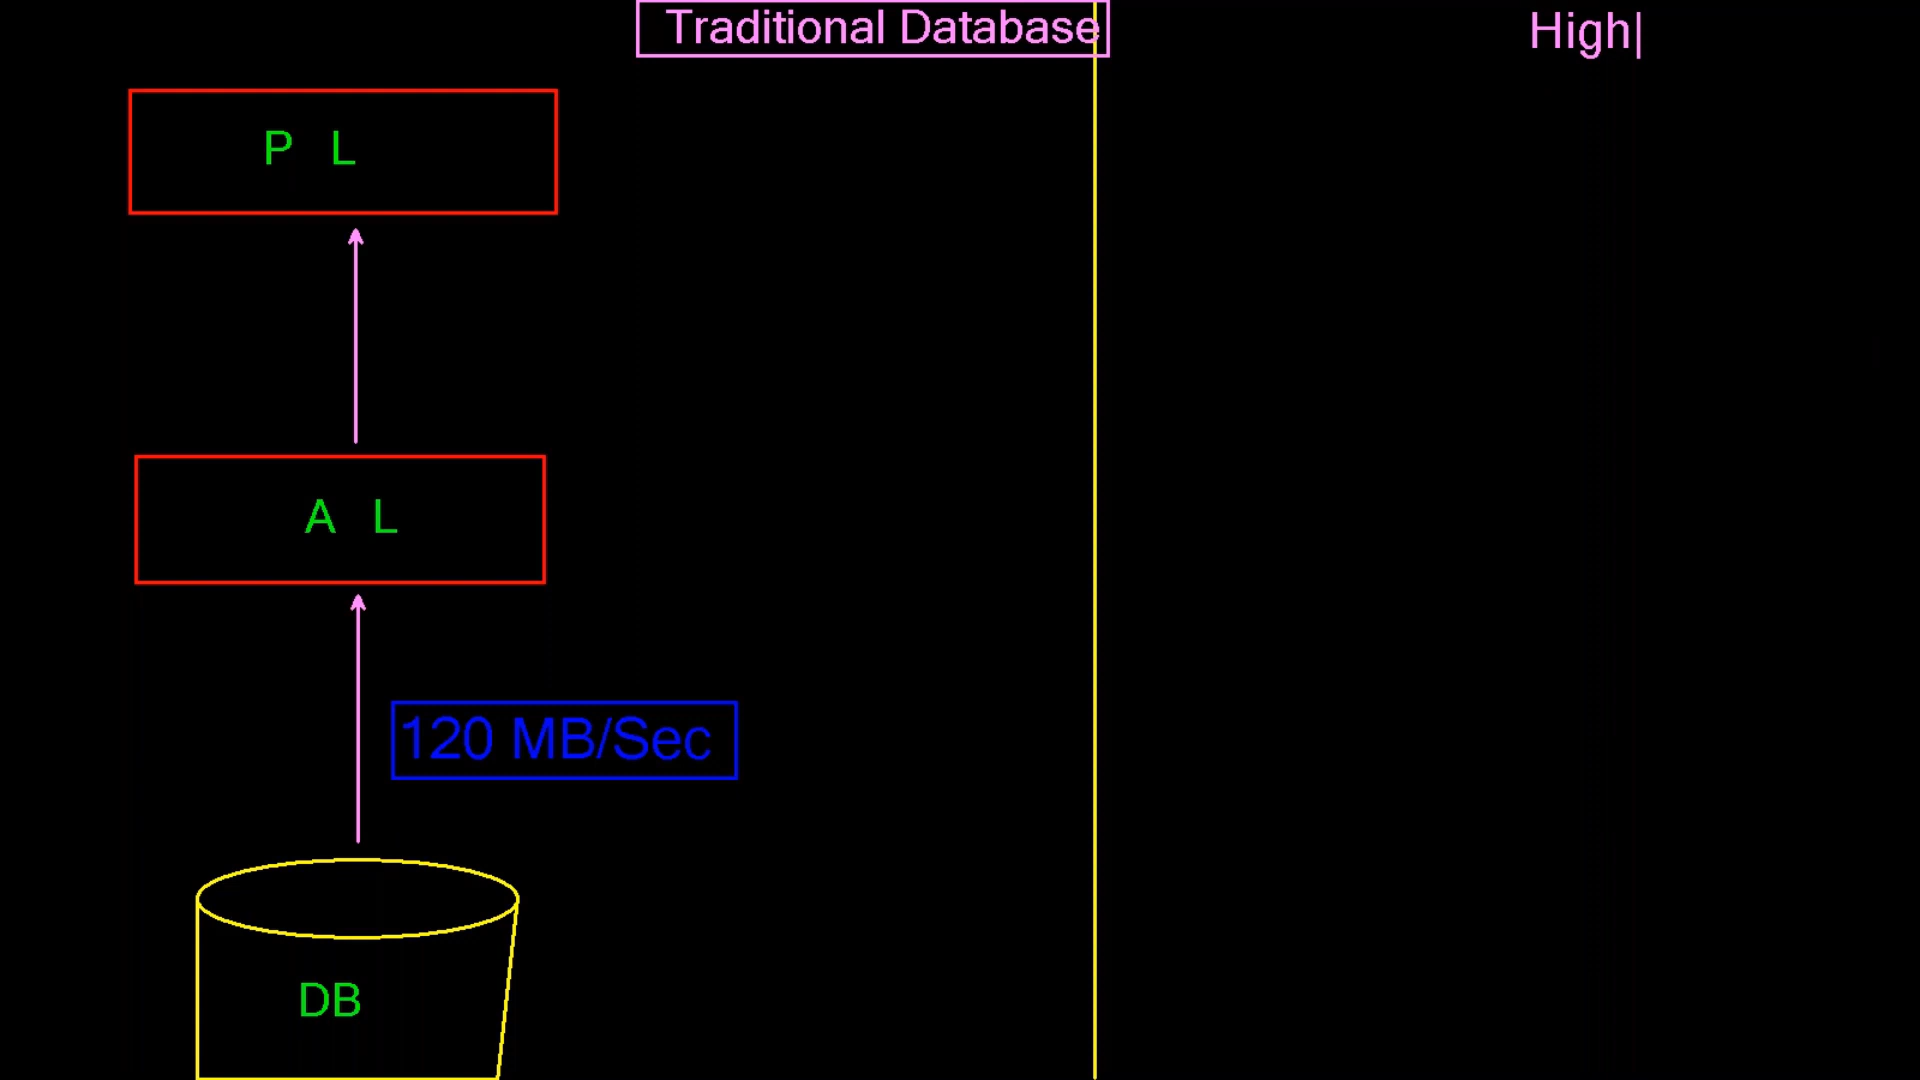 Traditional Database
High
P L
A L
120 MB/Sec
DB